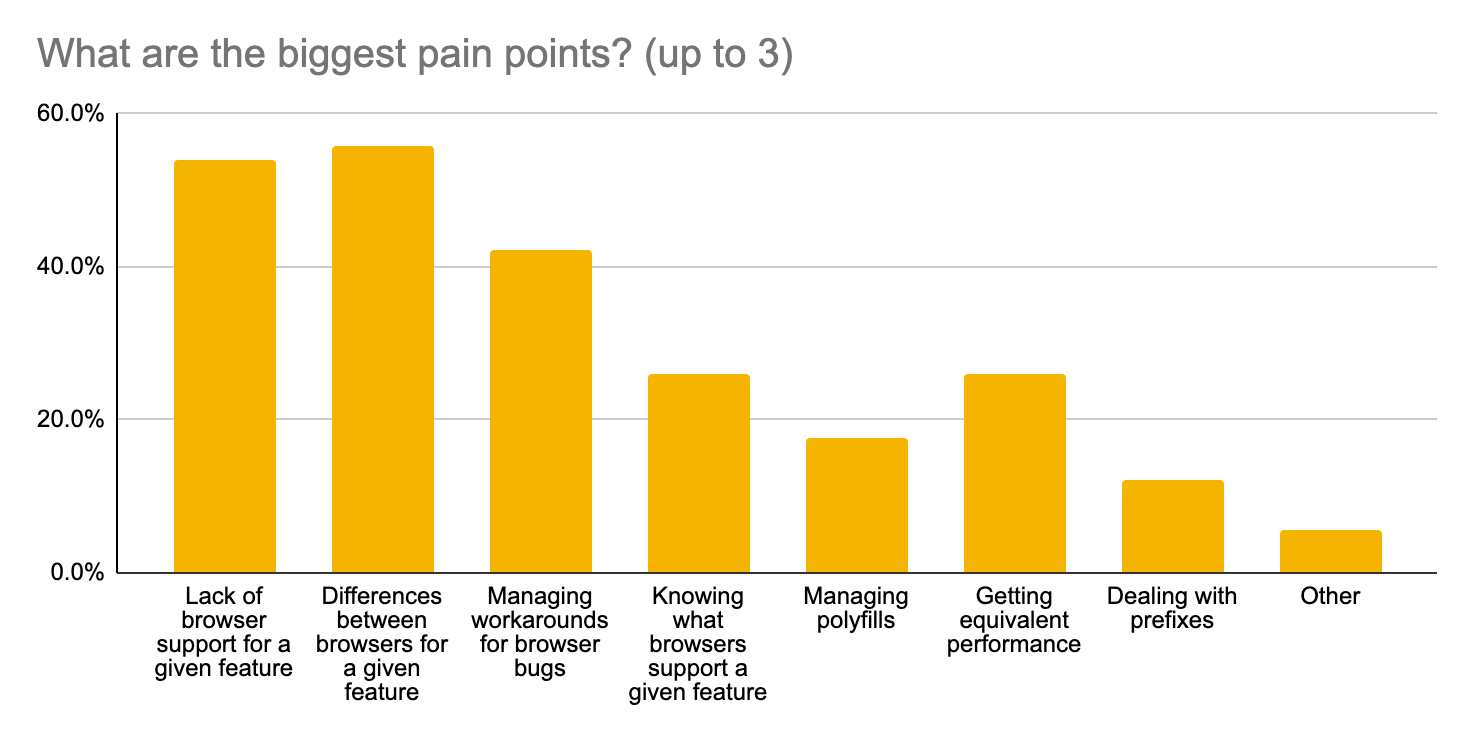 What are the biggest pain points? (up to 3)
60.0%
40.0%
20.0%
0.0%
Lack of
browser
support for a
given feature
Differences
between
browsers for
a given
feature
Managing
workarounds
for browser
bugs
Knowing
what
browsers
support a
given feature
Managing
polyfills
Getting
equivalent
performance
Dealing with
prefixes
Other